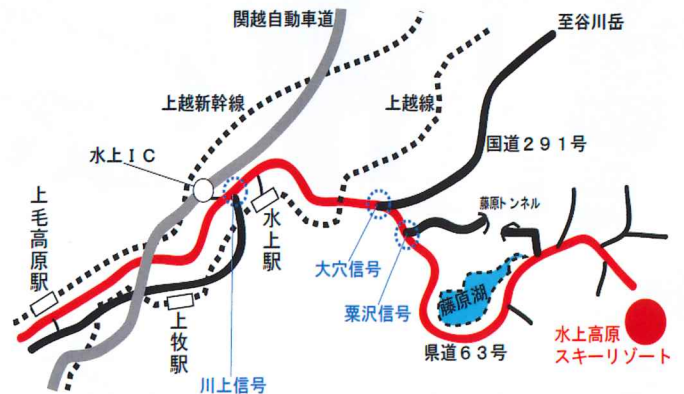 関越自動車道
至谷川岳
上越新幹線
上越線
国道291号
水上IC
藤原トンネル
上毛高原駅
水上駅
大穴信号
粟沢信号
藤原湖
上牧駅
県道63号
水上高原
スキーリゾート
川上信号